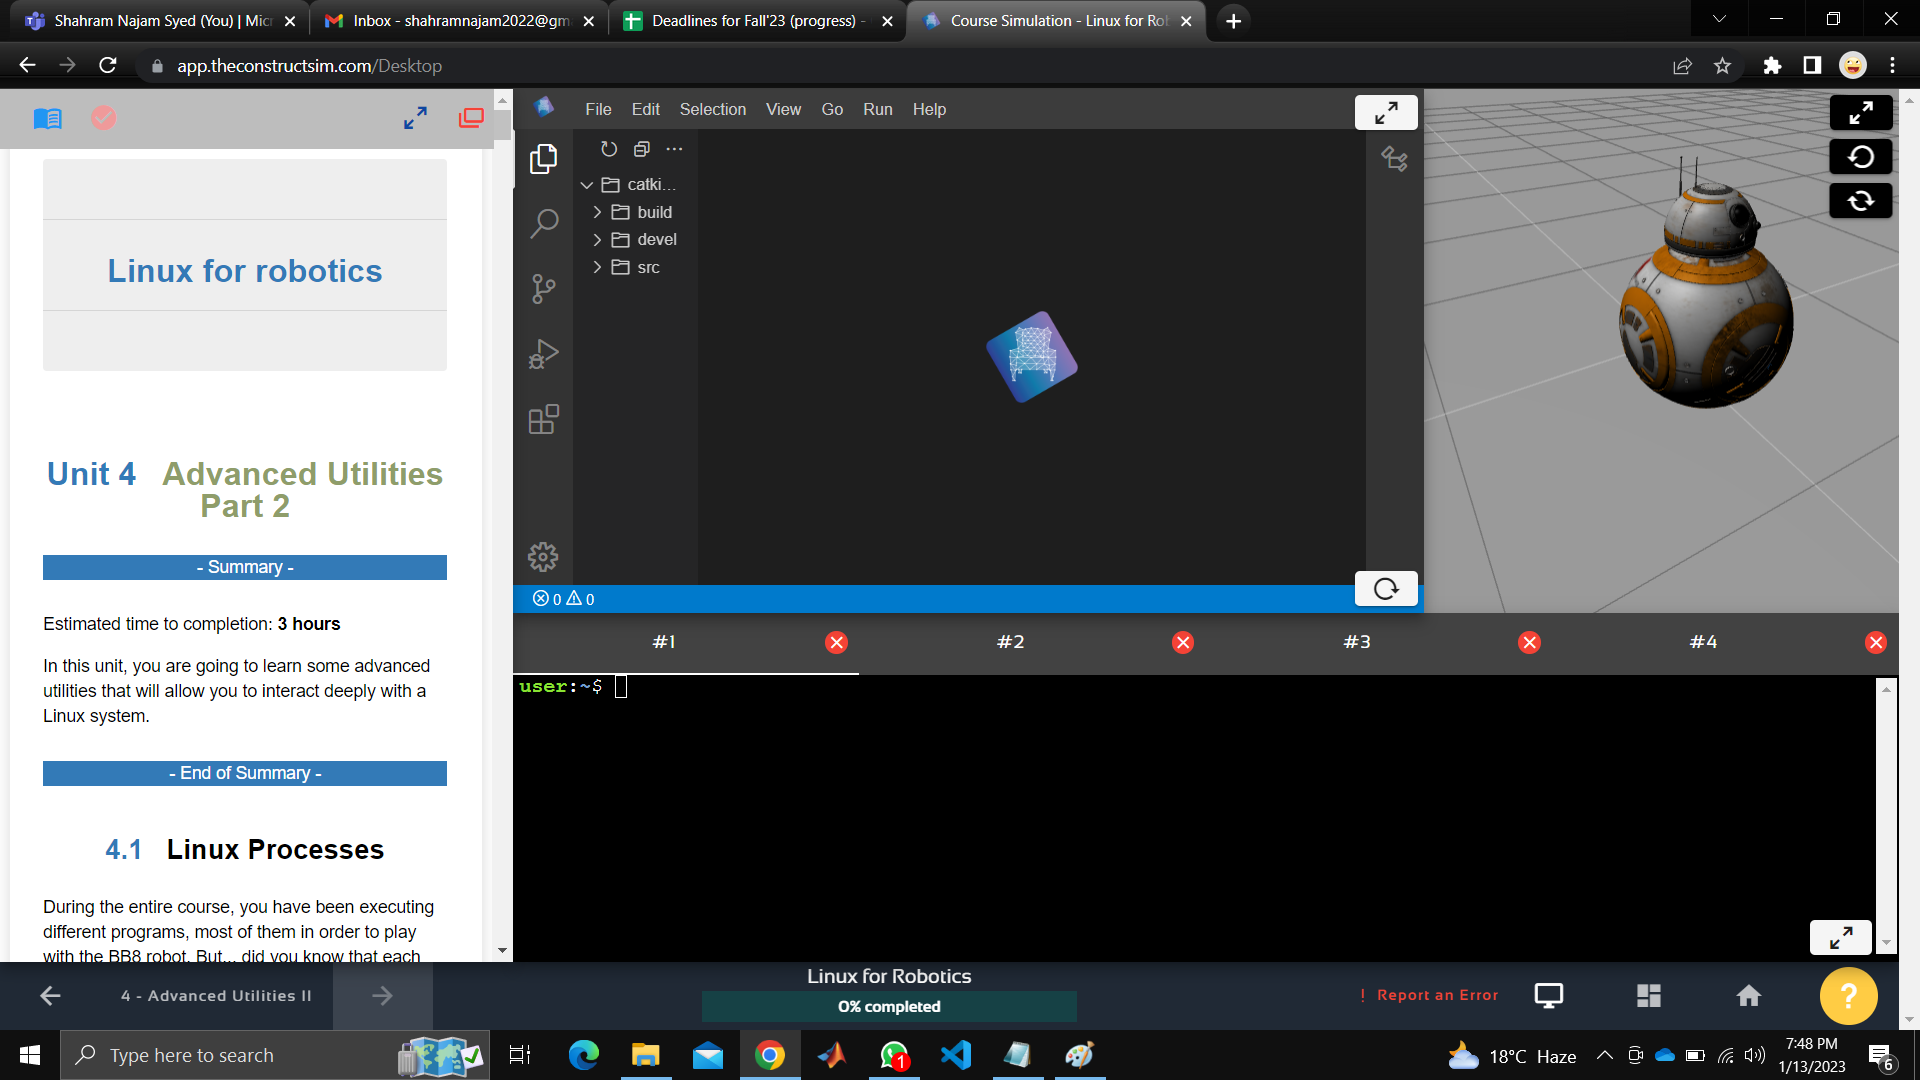 Shahram Najam Syed (You) | Mic
Inbox - shahramnajam2022@gm
Deadlines for Fall'23 (progress) -
Course Simulation - Linux for Ro
app.theconstructsim.com/Desktop
File Edit Selection View Go Run Help
catki...
build
devel
src
Linux for robotics
Unit 4 Advanced Utilities
Part 2
- Summary -
Estimated time to completion: 3 hours
In this unit, you are going to learn some advanced
utilities that will allow you to interact deeply with a
Linux system.
- End of Summary -
4.1 Linux Processes
During the entire course, you have been executing
different programs, most of them in order to play
with the BB8 robot. But... did you know that each
0 0
#1 #2 #3 #4
user:~$
4 - Advanced Utilities II
Linux for Robotics
0% completed
! Report an Error
?
Type here to search
1
18°C Haze
7:48 PM
1/13/2023
6